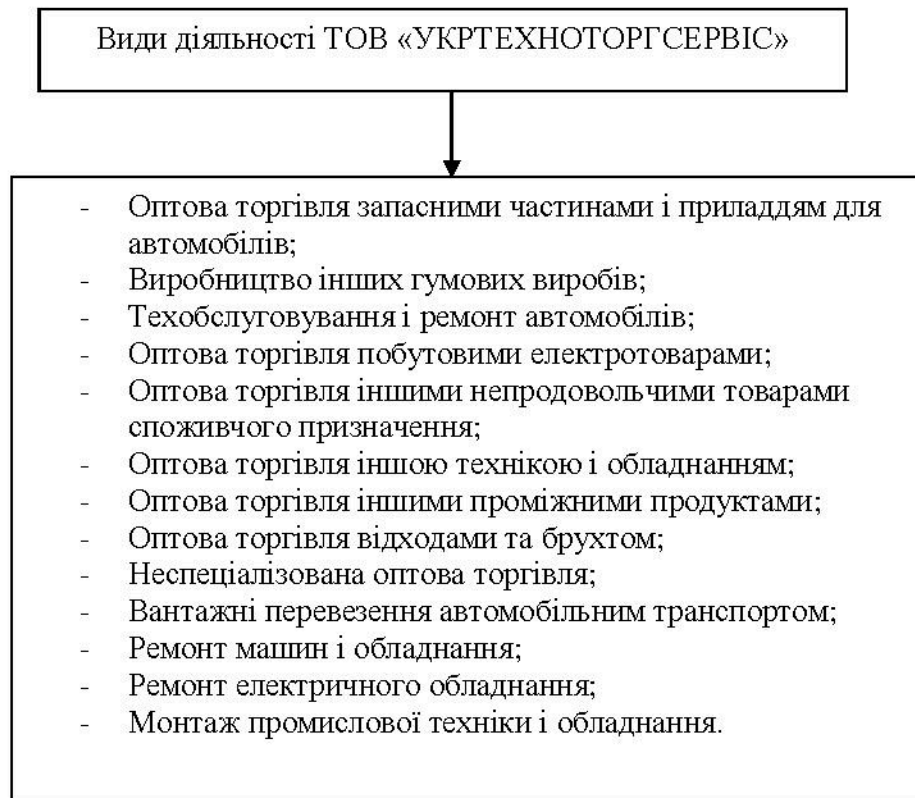 Види діяльності ТОВ «УКРТЕХНОТОРГСЕРВІС»
- Оптова торгівля запасними частинами і приладдям для
автомобілів;
- Виробництво інших гумових виробів;
- Техобслуговування і ремонт автомобілів;
- Оптова торгівля побутовими електротоварами;
- Оптова торгівля іншими непродовольчими товарами
споживчого призначення;
- Оптова торгівля іншою технікою і обладнанням;
- Оптова торгівля іншими проміжними продуктами;
- Оптова торгівля відходами та брухтом;
- Неспеціалізована оптова торгівля;
- Вантажні перевезення автомобільним транспортом;
- Ремонт машин і обладнання;
- Ремонт електричного обладнання;
- Монтаж промислової техніки і обладнання.